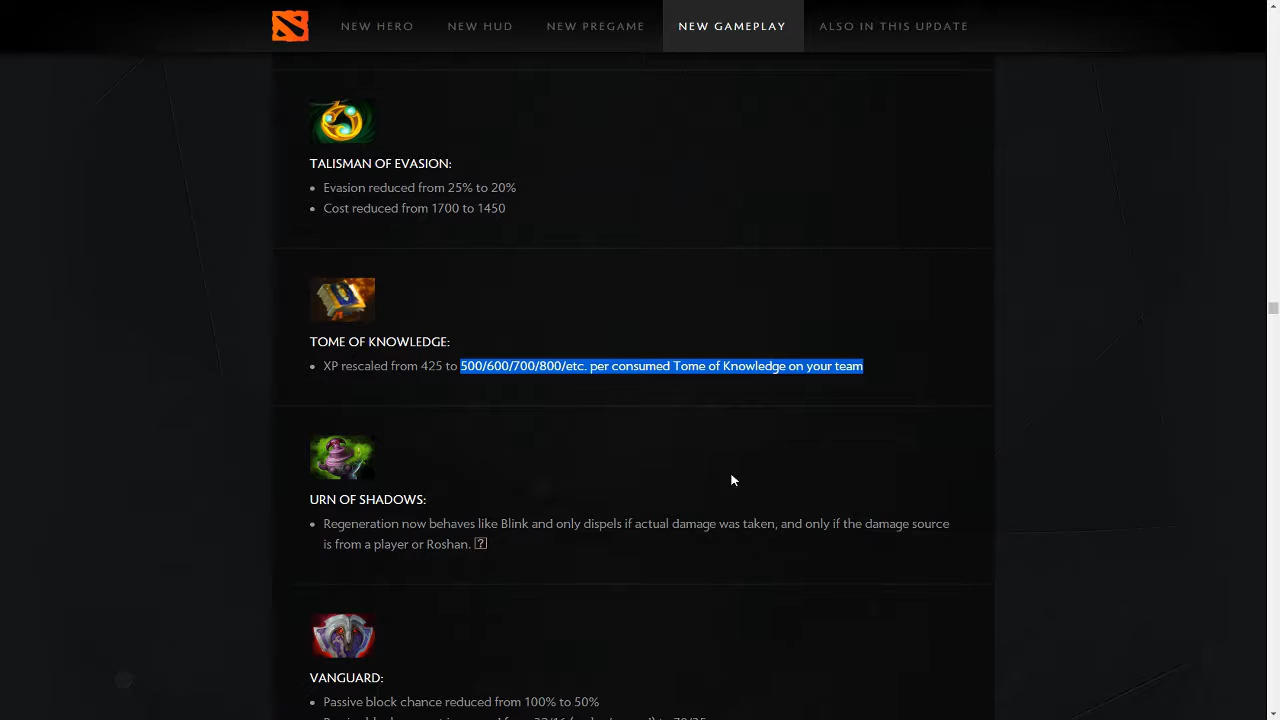 NEW HERO NEW HUD NEW PREGAME NEW GAMEPLAY ALSO IN THIS UPDATE
TALISMAN OF EVASION:
• Evasion reduced from 25% to 20%
• Cost reduced from 1700 to 1450
TOME OF KNOWLEDGE:
• XP rescaled from 425 to 500/600/700/800/etc. per consumed Tome of Knowledge on your team
URN OF SHADOWS:
• Regeneration now behaves like Blink and only dispels if actual damage was taken, and only if the damage source
is from a player or Roshan. [?]
VANGUARD:
• Passive block chance reduced from 100% to 50%